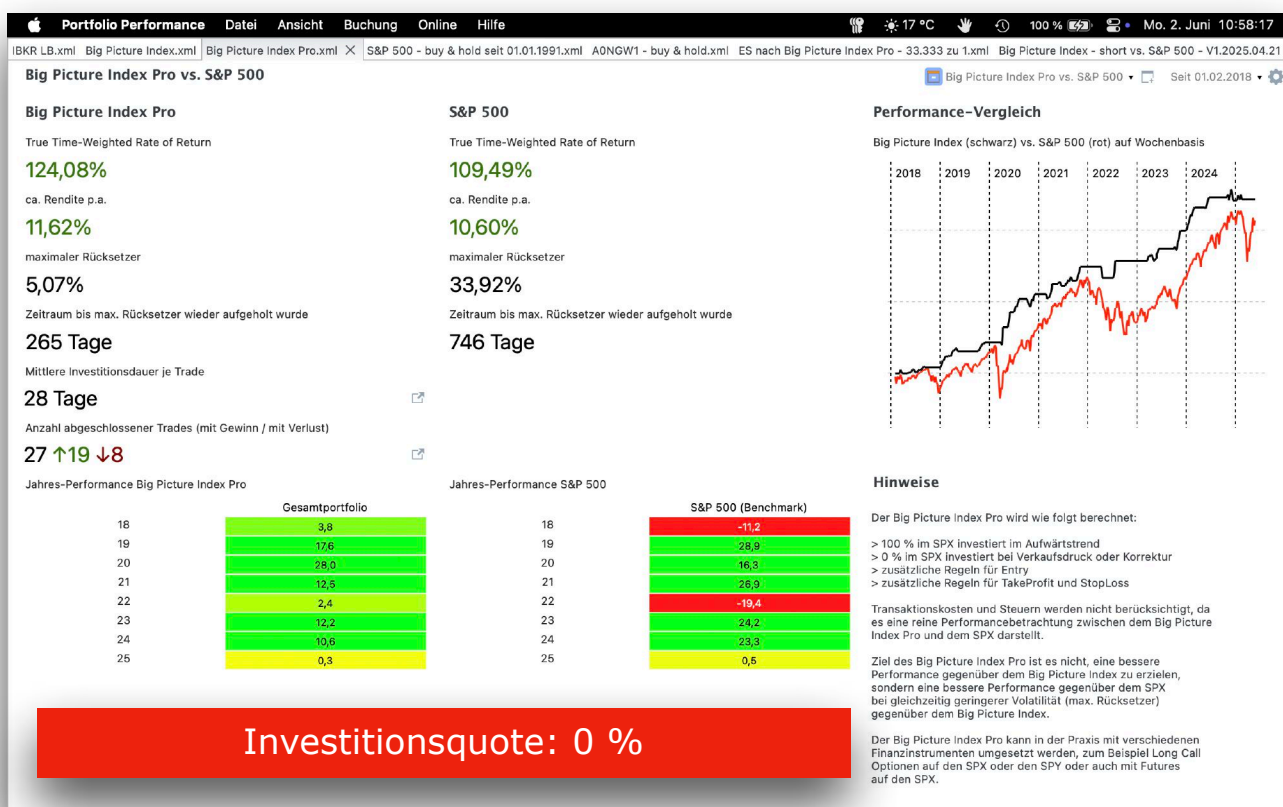 Portfolio Performance Datei Ansicht Buchung Online Hilfe 17 °C 100 % Mo. 2. Juni 10:58:17
IBKR LB.xml Big Picture Index.xml Big Picture Index Pro.xml S&P 500 - buy & hold seit 01.01.1991.xml A0NGW1 - buy & hold.xml ES nach Big Picture Index Pro - 33.333 zu 1.xml Big Picture Index - short vs. S&P 500 - V1.2025.04.21
Big Picture Index Pro vs. S&P 500
Big Picture Index Pro vs. S&P 500 Seit 01.02.2018
Big Picture Index Pro
True Time-Weighted Rate of Return
124,08%
ca. Rendite p.a.
11,62%
maximaler Rücksetzer
5,07%
Zeitraum bis max. Rücksetzer wieder aufgeholt wurde
265 Tage
Mittlere Investitionsdauer je Trade
28 Tage
Anzahl abgeschlossener Trades (mit Gewinn / mit Verlust)
27 ↑19 ↓8
S&P 500
True Time-Weighted Rate of Return
109,49%
ca. Rendite p.a.
10,60%
maximaler Rücksetzer
33,92%
Zeitraum bis max. Rücksetzer wieder aufgeholt wurde
746 Tage
Performance-Vergleich
Big Picture Index (schwarz) vs. S&P 500 (rot) auf Wochenbasis
2018 2019 2020 2021 2022 2023 2024
Jahres-Performance Big Picture Index Pro
Gesamtportfolio
18 3,8
19 17,6
20 28,0
21 12,5
22 2,4
23 12,2
24 10,6
25 0,3
Jahres-Performance S&P 500
S&P 500 (Benchmark)
18 -11,2
19 28,9
20 16,3
21 26,9
22 -19,4
23 24,2
24 23,3
25 0,5
Hinweise
Der Big Picture Index Pro wird wie folgt berechnet:
> 100 % im SPX investiert im Aufwärtstrend
> 0 % im SPX investiert bei Verkaufsdruck oder Korrektur
> zusätzliche Regeln für Entry
> zusätzliche Regeln für TakeProfit und StopLoss
Transaktionskosten und Steuern werden nicht berücksichtigt, da
es eine reine Performancebetrachtung zwischen dem Big Picture
Index Pro und dem SPX darstellt.
Ziel des Big Picture Index Pro ist es nicht, eine bessere
Performance gegenüber dem Big Picture Index zu erzielen,
sondern eine bessere Performance gegenüber dem SPX
bei gleichzeitig geringerer Volatilität (max. Rücksetzer)
gegenüber dem Big Picture Index.
Der Big Picture Index Pro kann in der Praxis mit verschiedenen
Finanzinstrumenten umgesetzt werden, zum Beispiel Long Call
Optionen auf den SPX oder den SPY oder auch mit Futures
auf den SPX.
Investitionsquote: 0 %